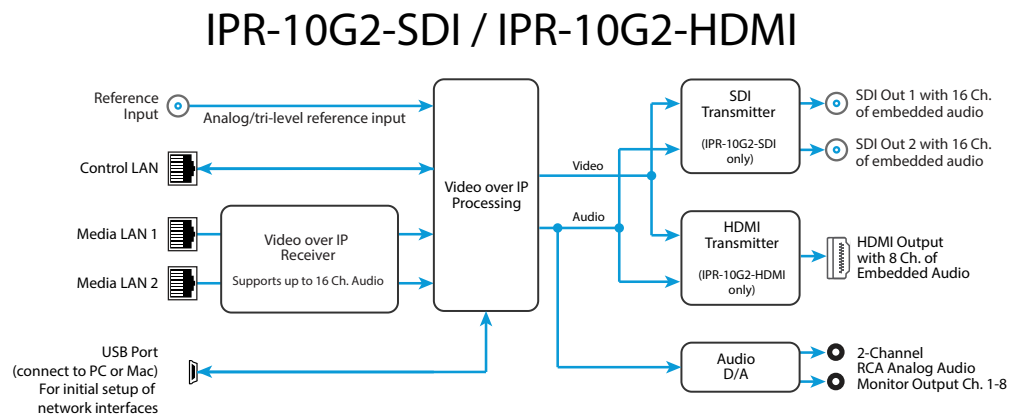 IPR-10G2-SDI / IPR-10G2-HDMI
Reference
Input
Analog/tri-level reference input
Control LAN
Media LAN 1
Media LAN 2
Video over IP
Receiver
Supports up to 16 Ch. Audio
USB Port
(connect to PC or Mac)
For initial setup of
network interfaces
Video over IP
Processing
Video
Audio
SDI
Transmitter
(IPR-10G2-SDI
only)
SDI Out 1 with 16 Ch.
of embedded audio
SDI Out 2 with 16 Ch.
of embedded audio
HDMI
Transmitter
(IPR-10G2-HDMI
only)
HDMI Output
with 8 Ch. of
Embedded Audio
Audio
D/A
2-Channel
RCA Analog Audio
Monitor Output Ch. 1-8